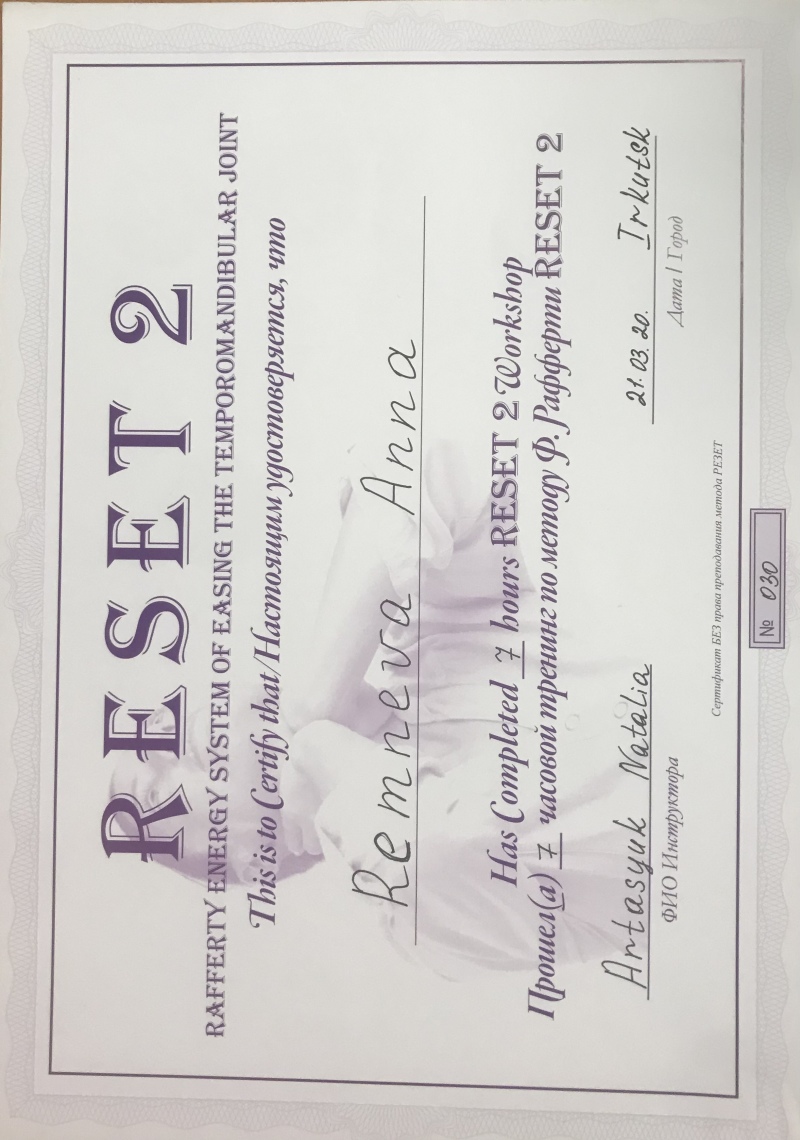 RESET 2
RAFFERTY ENERGY SYSTEM OF EASING THE TEMPOROMANDIBULAR JOINT
This is to Certify that/Настоящим удостоверяется, что
Remneva Anna
Has Completed 7 hours RESET 2 Workshop
Прошел(а) 7 часовой тренинг по методу Ф. Рафферти RESET 2
Artasyuk Natalia 21.03.20. Irkutsk
ФИО Инструктора Дата / Город
Сертификат БЕЗ права преподавания метода РЕЗЕТ
№ 030